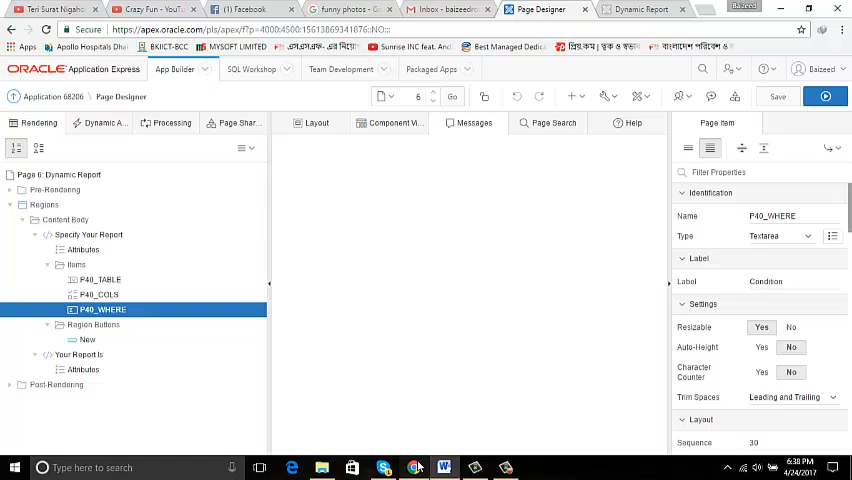 Teri Surat Nigaho
Crazy Fun - YouTu
(1) Facebook
funny photos - Go
Inbox - baizeedro
Page Designer
Dynamic Report
Baizeed
Secure
https://apex.oracle.com/pls/apex/f?p=4000:4500:1561386934187​6::NO:::
Apps
Apollo Hospitals Dha
BKIICT-BCC
MYSOFT LIMITED
Sunrise INC feat. And
Best Managed Dedica
ORACLE Application Express
App Builder
SQL Workshop
Team Development
Packaged Apps
Baizeed
Application 68206
Page Designer
6
Go
Save
Rendering
Dynamic A...
Processing
Page Shar...
Layout
Component Vi...
Messages
Page Search
Help
Page Item
Page 6: Dynamic Report
Filter Properties
Pre-Rendering
Identification
Regions
Content Body
Name P40_WHERE
Specify Your Report
Type Textarea
Attributes
Label
Items
P40_TABLE
Label Condition
P40_COLS
Settings
P40_WHERE
Region Buttons
Resizable Yes No
New
Auto-Height Yes No
Your Report Is
Character Counter Yes No
Attributes
Post-Rendering
Trim Spaces Leading and Trailing
Layout
Sequence 30
Type here to search
6:38 PM
4/24/2017